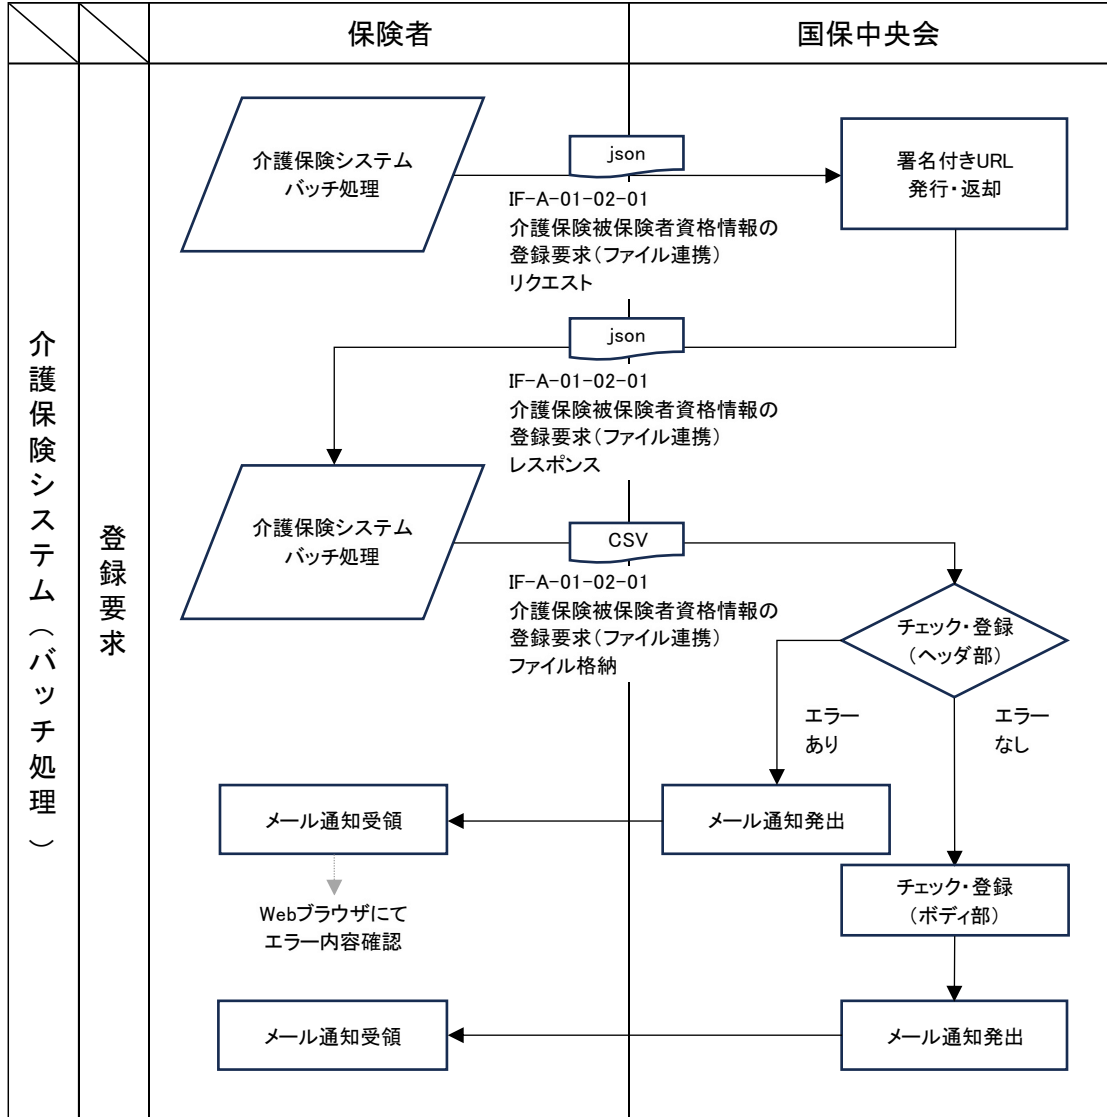 保険者
国保中央会
介護保険システム（バッチ処理）
登録要求
介護保険システム
バッチ処理
json
署名付きURL
発行・返却
IF-A-01-02-01
介護保険被保険者資格情報の
登録要求（ファイル連携）
リクエスト
json
IF-A-01-02-01
介護保険被保険者資格情報の
登録要求（ファイル連携）
レスポンス
介護保険システム
バッチ処理
CSV
IF-A-01-02-01
介護保険被保険者資格情報の
登録要求（ファイル連携）
ファイル格納
チェック・登録
（ヘッダ部）
エラー
あり
エラー
なし
メール通知受領
メール通知発出
Webブラウザにて
エラー内容確認
チェック・登録
（ボディ部）
メール通知受領
メール通知発出